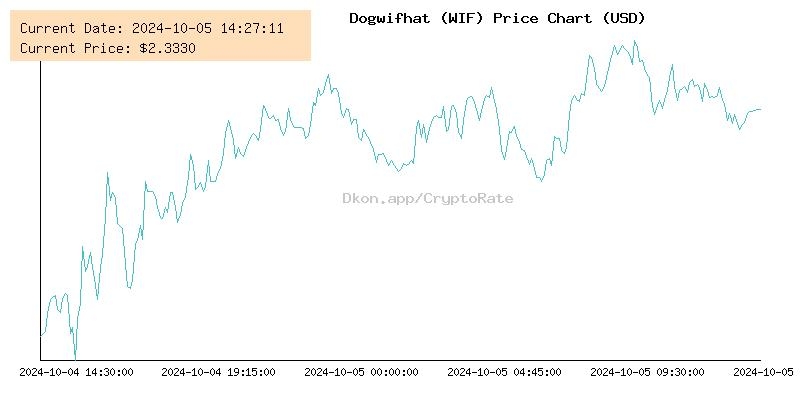 Dogwifhat (WIF) Price Chart (USD)
Current Date: 2024-10-05 14:27:11
Current Price: $2.3330
Dkon.app/CryptoRate
2024-10-04 14:30:00
2024-10-04 19:15:00
2024-10-05 00:00:00
2024-10-05 04:45:00
2024-10-05 09:30:00
2024-10-05